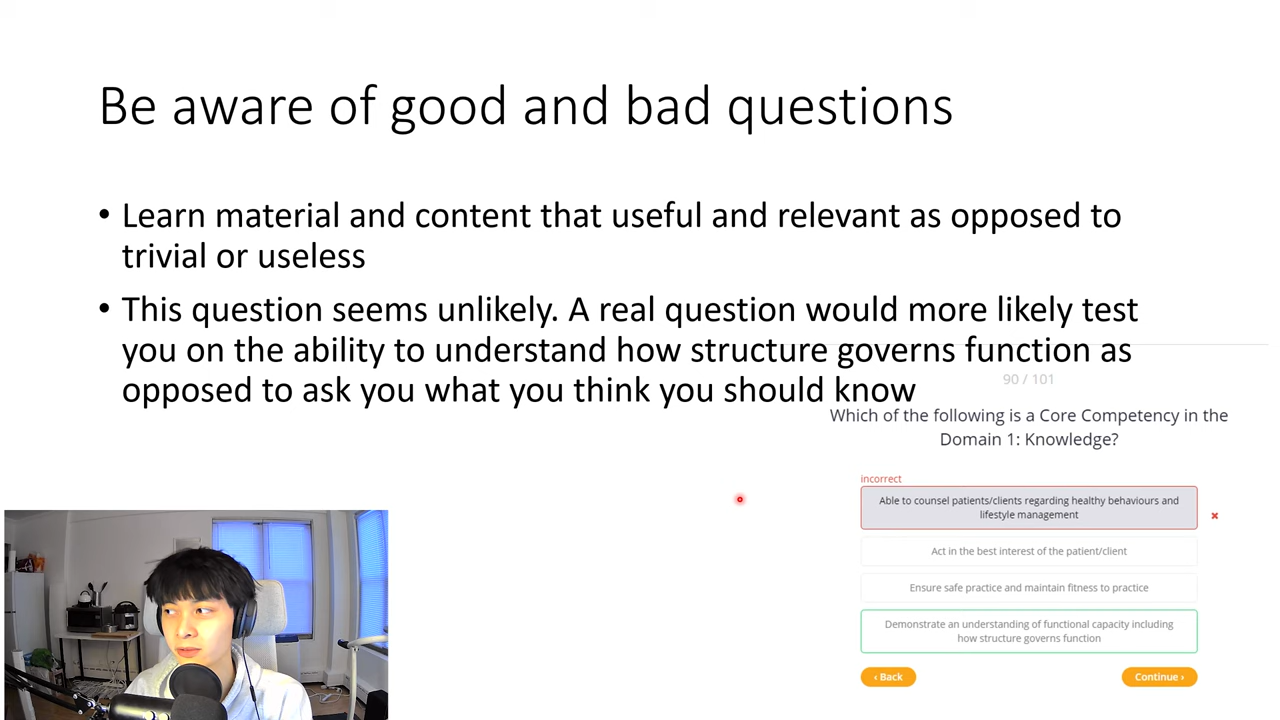 Be aware of good and bad questions
• Learn material and content that useful and relevant as opposed to
trivial or useless
• This question seems unlikely. A real question would more likely test
you on the ability to understand how structure governs function as
opposed to ask you what you think you should know
90 / 101
Which of the following is a Core Competency in the
Domain 1: Knowledge?
incorrect
Able to counsel patients/clients regarding healthy behaviours and
lifestyle management
Act in the best interest of the patient/client
Ensure safe practice and maintain fitness to practice
Demonstrate an understanding of functional capacity including
how structure governs function
‹ Back
Continue ›